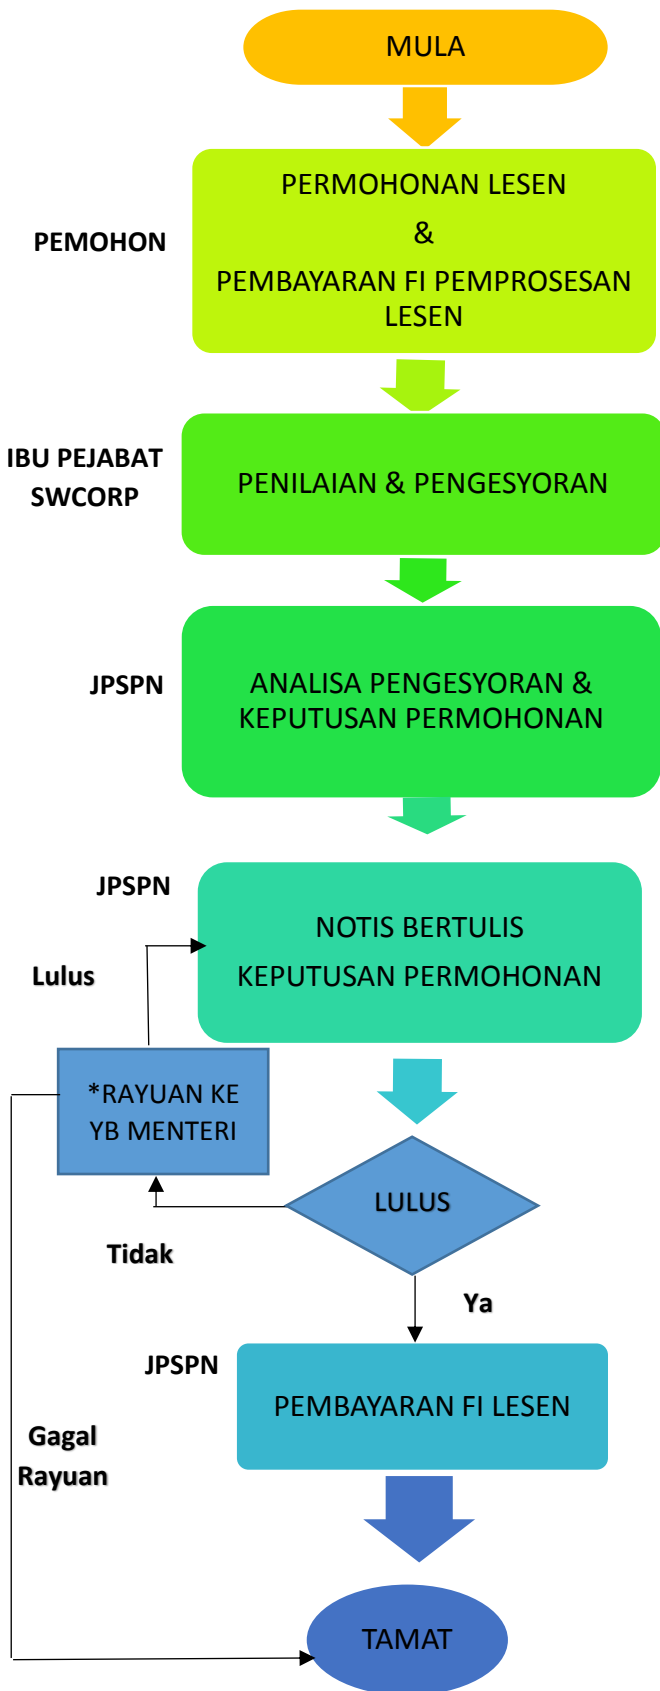 MULA
PEMOHON
PERMOHONAN LESEN
&
PEMBAYARAN FI PEMPROSESAN
LESEN
IBU PEJABAT
SWCORP
PENILAIAN & PENGESYORAN
JPSPN
ANALISA PENGESYORAN &
KEPUTUSAN PERMOHONAN
JPSPN
NOTIS BERTULIS
KEPUTUSAN PERMOHONAN
Lulus
*RAYUAN KE
YB MENTERI
LULUS
Tidak
Ya
JPSPN
PEMBAYARAN FI LESEN
Gagal
Rayuan
TAMAT